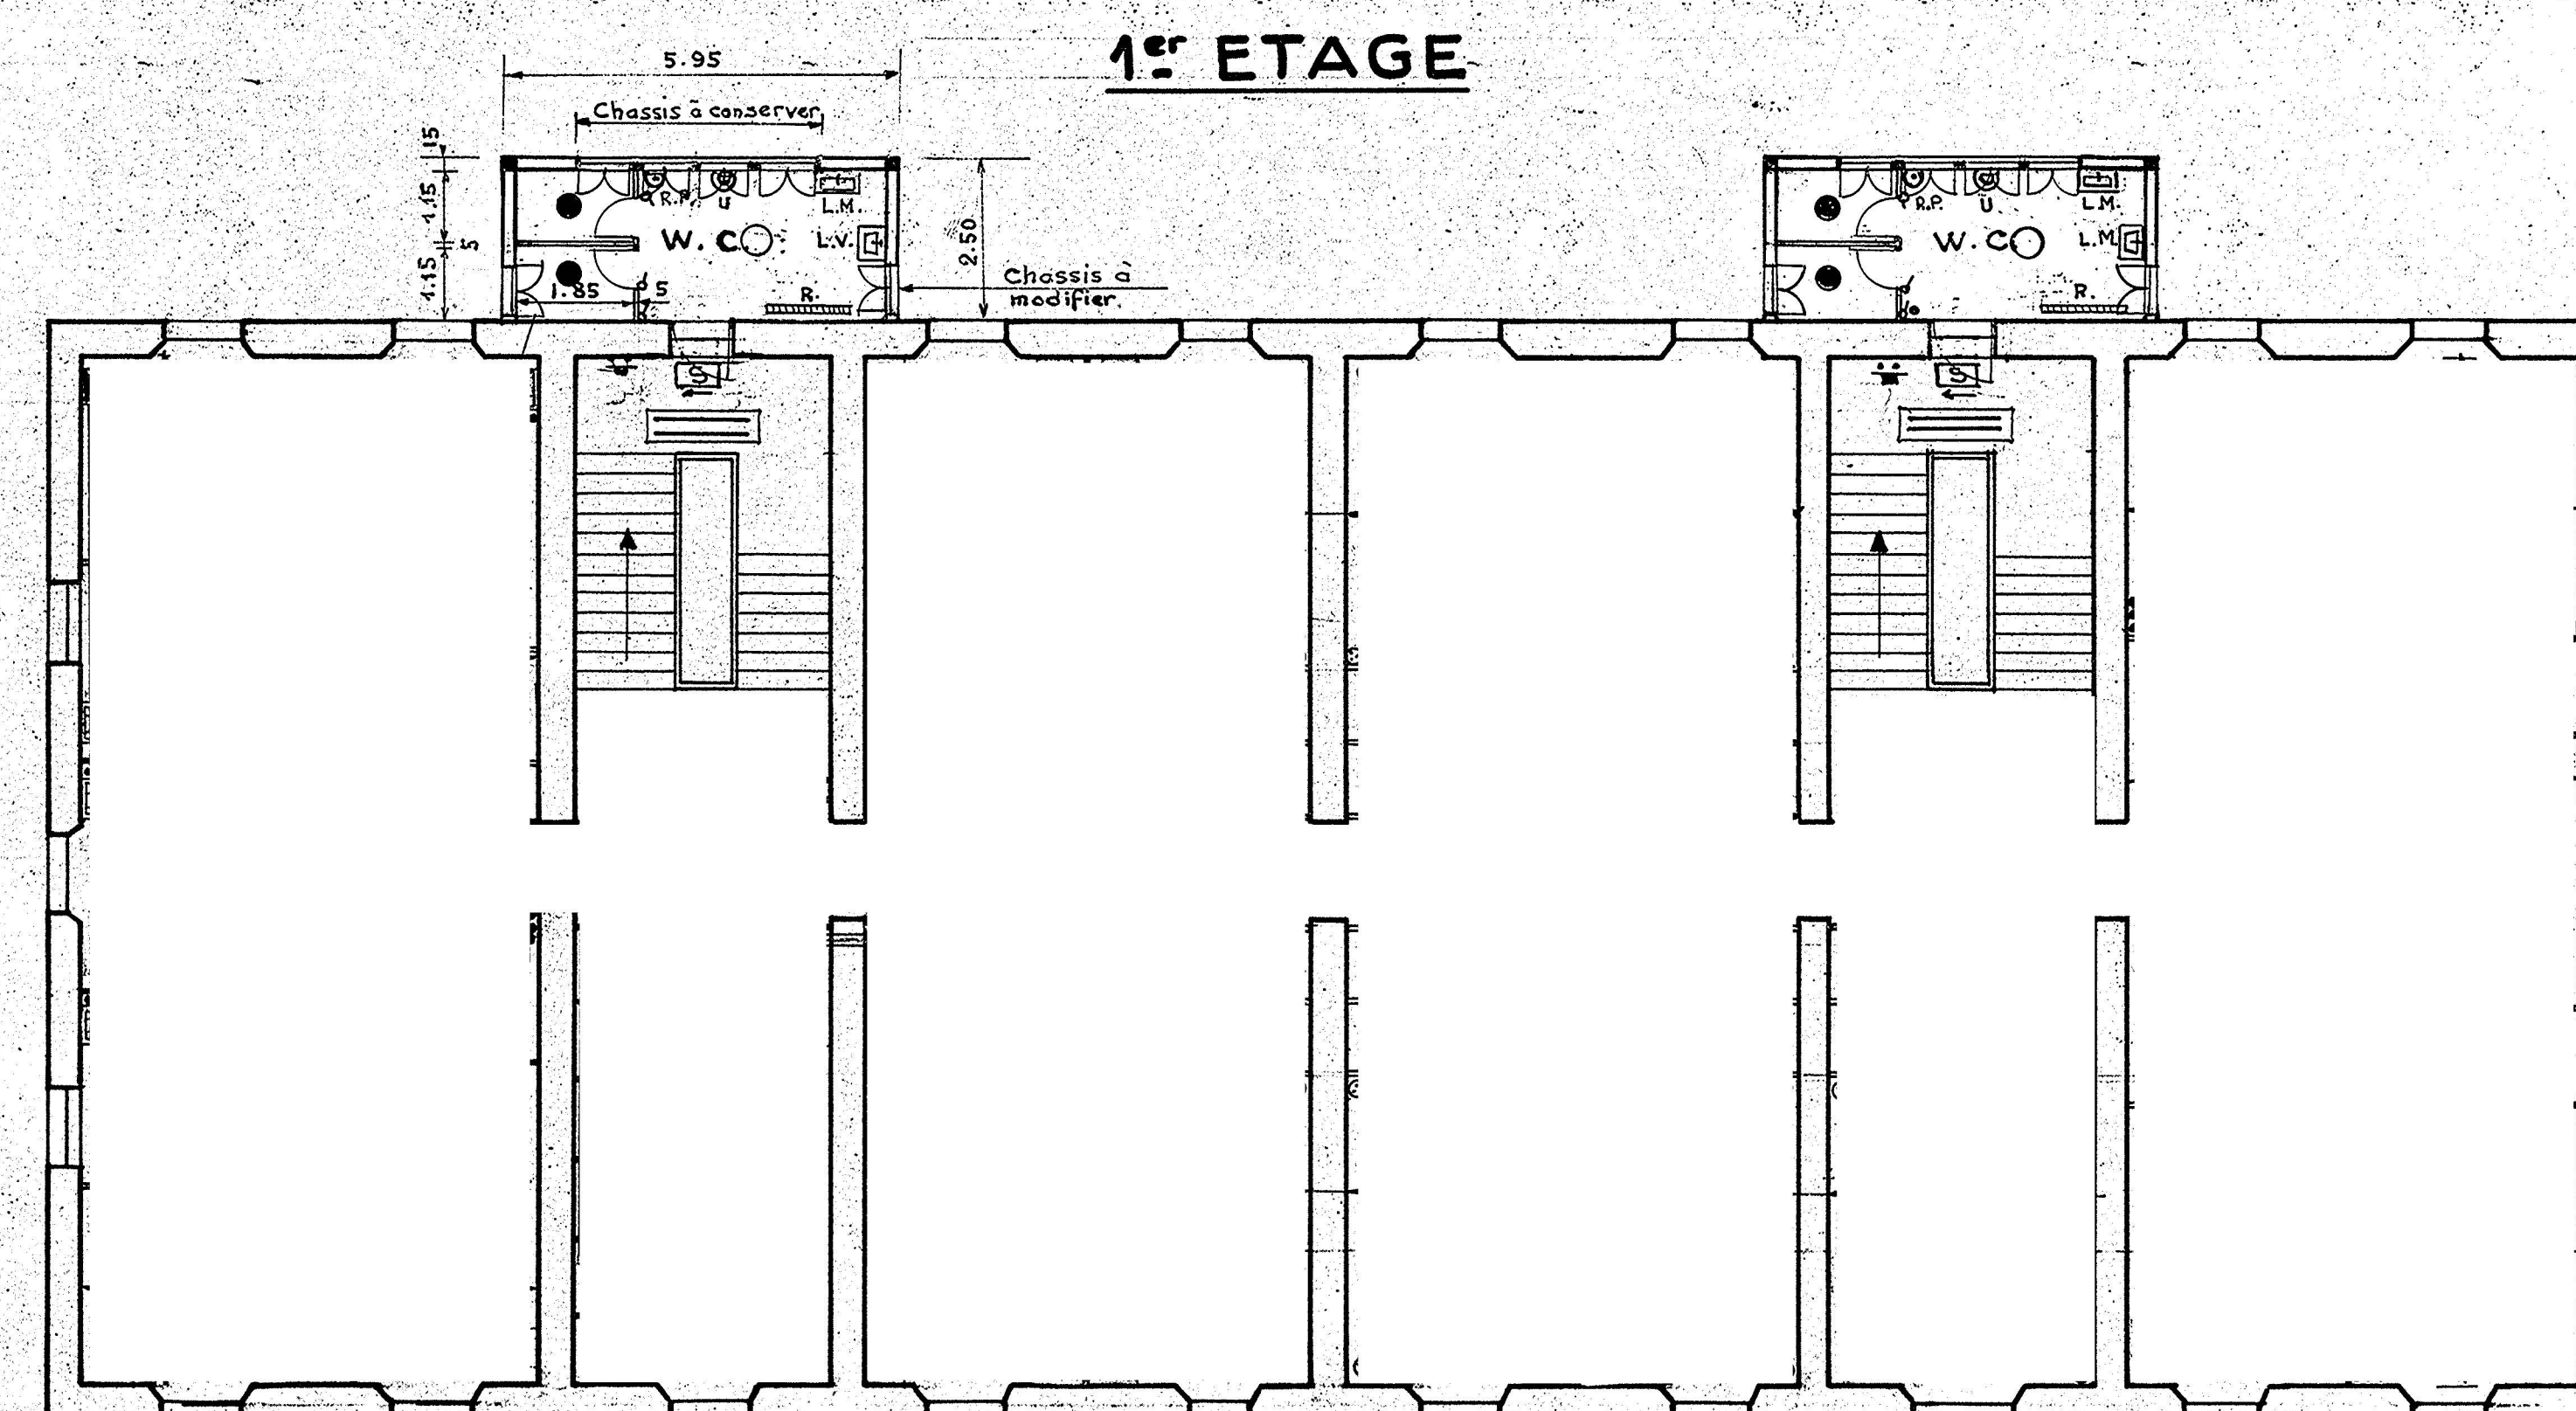 1er ETAGE
5.95
Chassis à conserver
15
1.15
5
1.15
R.P.
U
L.M.
W.C
L.V.
1.85
5
R.
2.50
Chassis à
modifier.
S
R.P.
U
L.M.
W.C
L.M.
R.
S